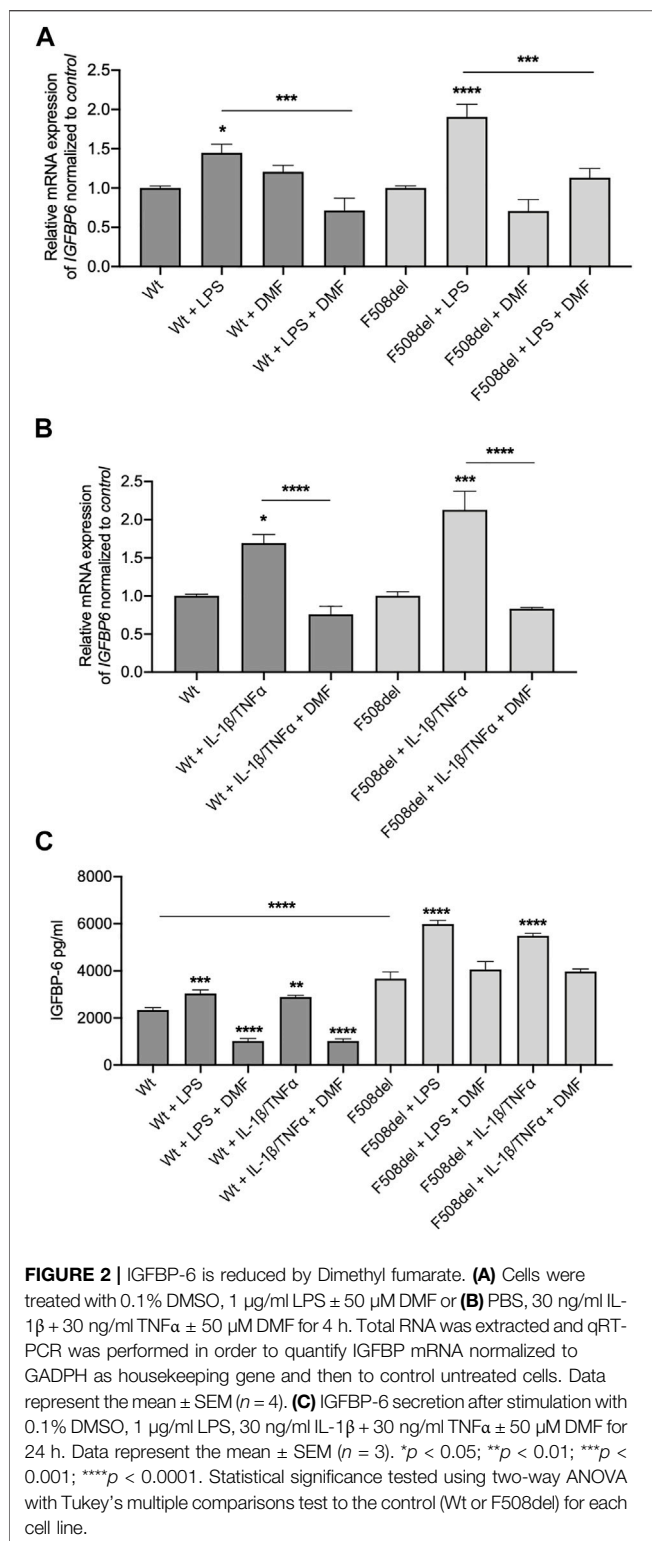 A
Relative mRNA expression
of IGFBP6 normalized to control
2.5
2.0
1.5
1.0
0.5
0.0
*
***
****
***
Wt
Wt + LPS
Wt + DMF
Wt + LPS + DMF
F508del
F508del + LPS
F508del + DMF
F508del + LPS + DMF
B
Relative mRNA expression
of IGFBP6 normalized to control
2.5
2.0
1.5
1.0
0.5
0.0
*
****
***
****
Wt
Wt + IL-1β/TNFα
Wt + IL-1β/TNFα + DMF
F508del
F508del + IL-1β/TNFα
F508del + IL-1β/TNFα + DMF
C
IGFBP-6 pg/ml
8000
6000
4000
2000
0
****
***
****
**
****
****
****
Wt
Wt + LPS
Wt + LPS + DMF
Wt + IL-1β/TNFα
Wt + IL-1β/TNFα + DMF
F508del
F508del + LPS
F508del + LPS + DMF
F508del + IL-1β/TNFα
F508del + IL-1β/TNFα + DMF
FIGURE 2 | IGFBP-6 is reduced by Dimethyl fumarate. (A) Cells were
treated with 0.1% DMSO, 1 µg/ml LPS ± 50 µM DMF or (B) PBS, 30 ng/ml IL-
1β + 30 ng/ml TNFα ± 50 µM DMF for 4 h. Total RNA was extracted and qRT-
PCR was performed in order to quantify IGFBP mRNA normalized to
GADPH as housekeeping gene and then to control untreated cells. Data
represent the mean ± SEM (n = 4). (C) IGFBP-6 secretion after stimulation with
0.1% DMSO, 1 µg/ml LPS, 30 ng/ml IL-1β + 30 ng/ml TNFα ± 50 µM DMF for
24 h. Data represent the mean ± SEM (n = 3). *p < 0.05; **p < 0.01; ***p <
0.001; ****p < 0.0001. Statistical significance tested using two-way ANOVA
with Tukey's multiple comparisons test to the control (Wt or F508del) for each
cell line.